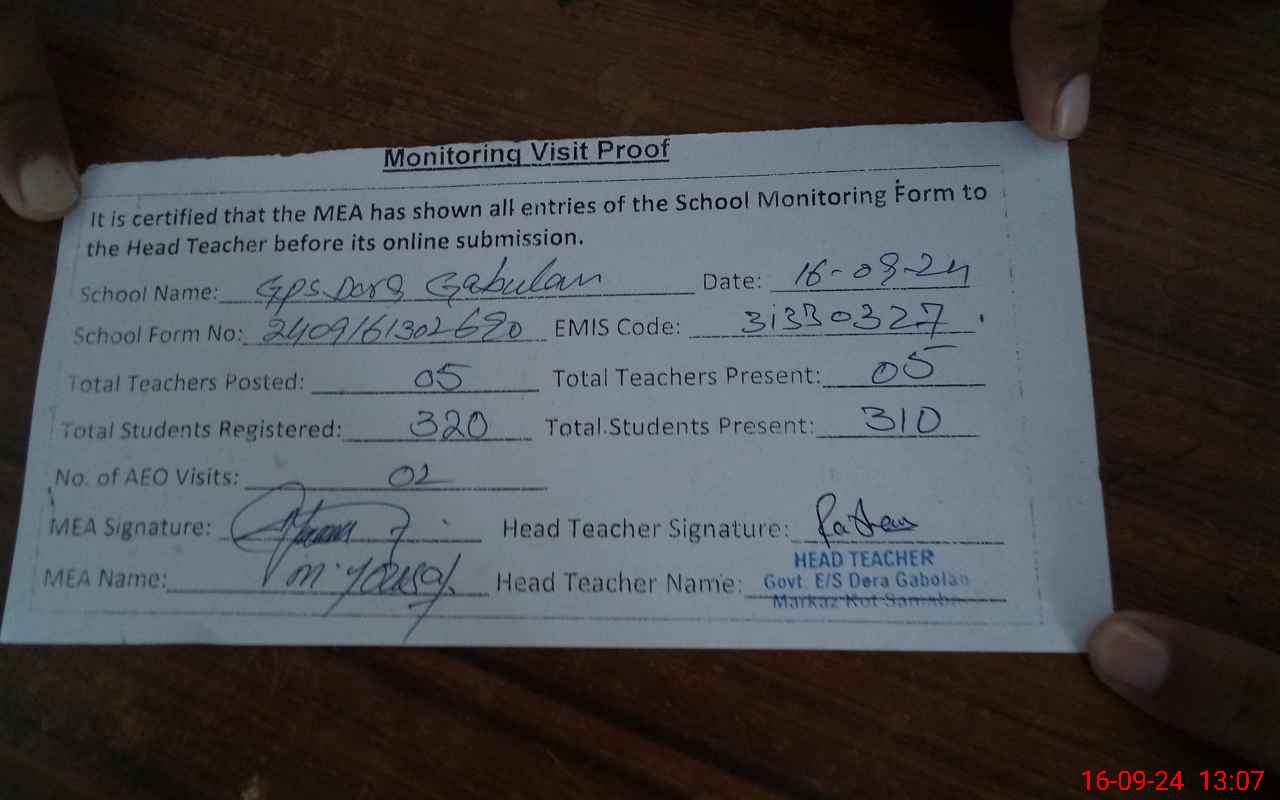 Monitoring Visit Proof
It is certified that the MEA has shown all entries of the School Monitoring Form to
the Head Teacher before its online submission.
School Name: GPS Dera Gabulan Date: 16-09-24
School Form No: 2409161302690 EMIS Code: 31330327
Total Teachers Posted: 05 Total Teachers Present: 05
Total Students Registered: 320 Total Students Present: 310
No. of AEO Visits: 02
MEA Signature: Head Teacher Signature:
MEA Name: M. Yousaf Head Teacher Name:
HEAD TEACHER
Govt. E/S Dera Gabolan
Markaz Kot
16-09-24 13:07